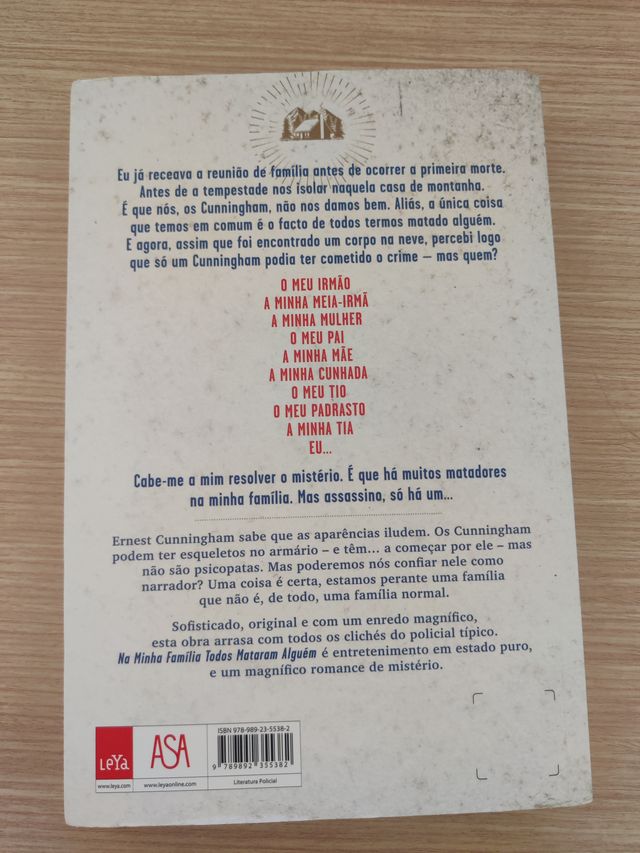 Eu já receava a reunião de família antes de ocorrer a primeira morte.
Antes de a tempestade nos isolar naquela casa de montanha.
É que nós, os Cunningham, não nos damos bem. Aliás, a única coisa
que temos em comum é o facto de todos termos matado alguém.
E agora, assim que foi encontrado um corpo na neve, percebi logo
que só um Cunningham podia ter cometido o crime – mas quem?
O MEU IRMÃO
A MINHA MEIA-IRMÃ
A MINHA MULHER
O MEU PAI
A MINHA MÃE
A MINHA CUNHADA
O MEU TIO
O MEU PADRASTO
A MINHA TIA
EU...
Cabe-me a mim resolver o mistério. É que há muitos matadores
na minha família. Mas assassino, só há um...
Ernest Cunningham sabe que as aparências iludem. Os Cunningham
podem ter esqueletos no armário – e têm... a começar por ele – mas
não são psicopatas. Mas poderemos nós confiar nele como
narrador? Uma coisa é certa, estamos perante uma família
que não é, de todo, uma família normal.
Sofisticado, original e com um enredo magnífico,
esta obra arrasa com todos os clichés do policial típico.
Na Minha Família Todos Mataram Alguém é entretenimento em estado puro,
e um magnífico romance de mistério.
ISBN 978-989-23-5538-2
LEYA
ASA
9 789892 355382
www.leya.com
www.leyaonline.com
Literatura Policial